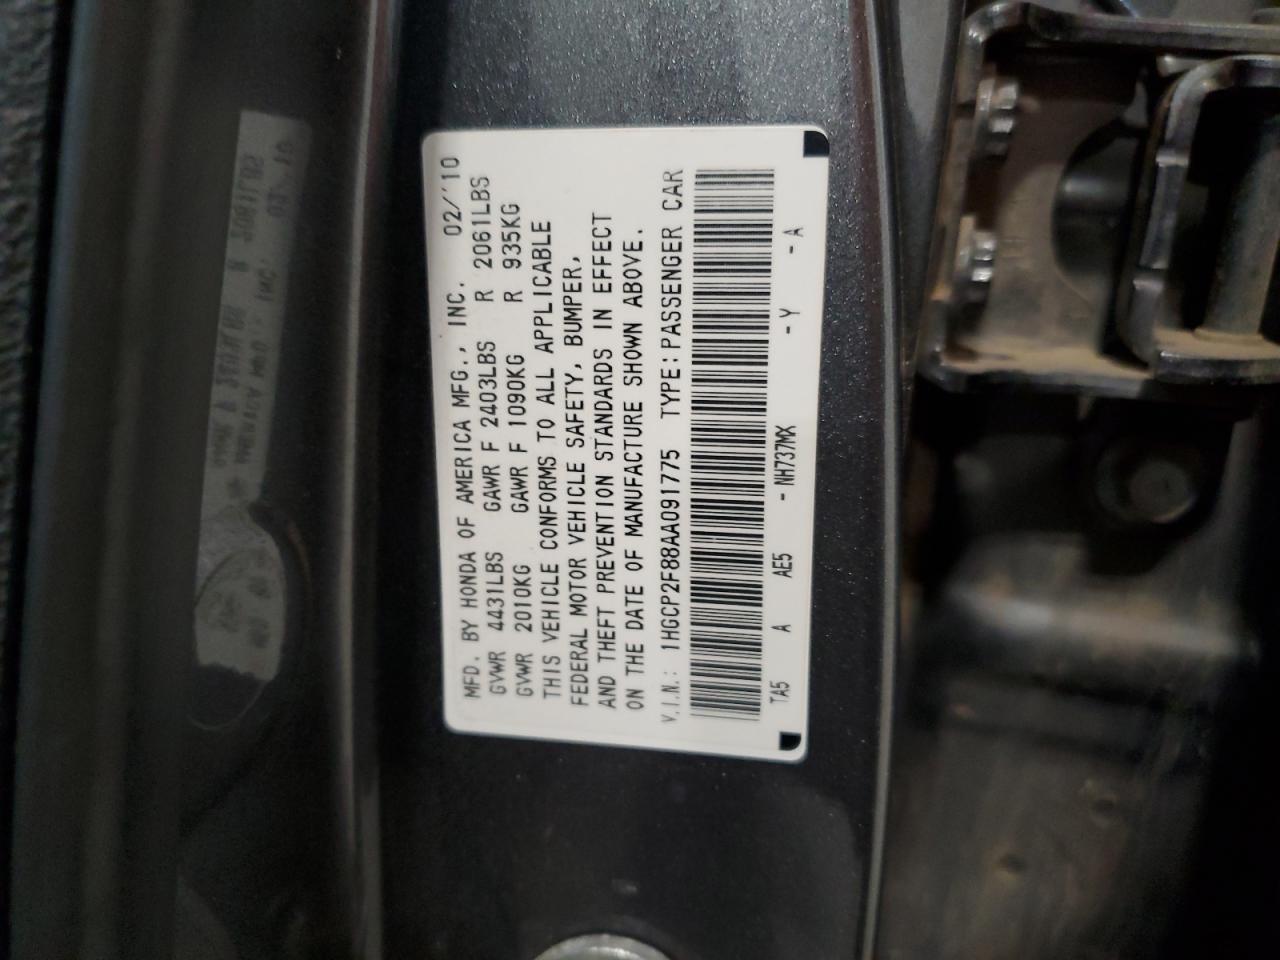 MFD. BY HONDA OF AMERICA MFG., INC. 02/'10
GVWR 4431LBS GAWR F 2403LBS R 2061LBS
GVWR 2010KG GAWR F 1090KG R 935KG
THIS VEHICLE CONFORMS TO ALL APPLICABLE
FEDERAL MOTOR VEHICLE SAFETY, BUMPER,
AND THEFT PREVENTION STANDARDS IN EFFECT
ON THE DATE OF MANUFACTURE SHOWN ABOVE.
V.I.N.: 1HGCP2F88AA091775 TYPE:PASSENGER CAR
TA5 A AE5 - NH737MX - Y - A